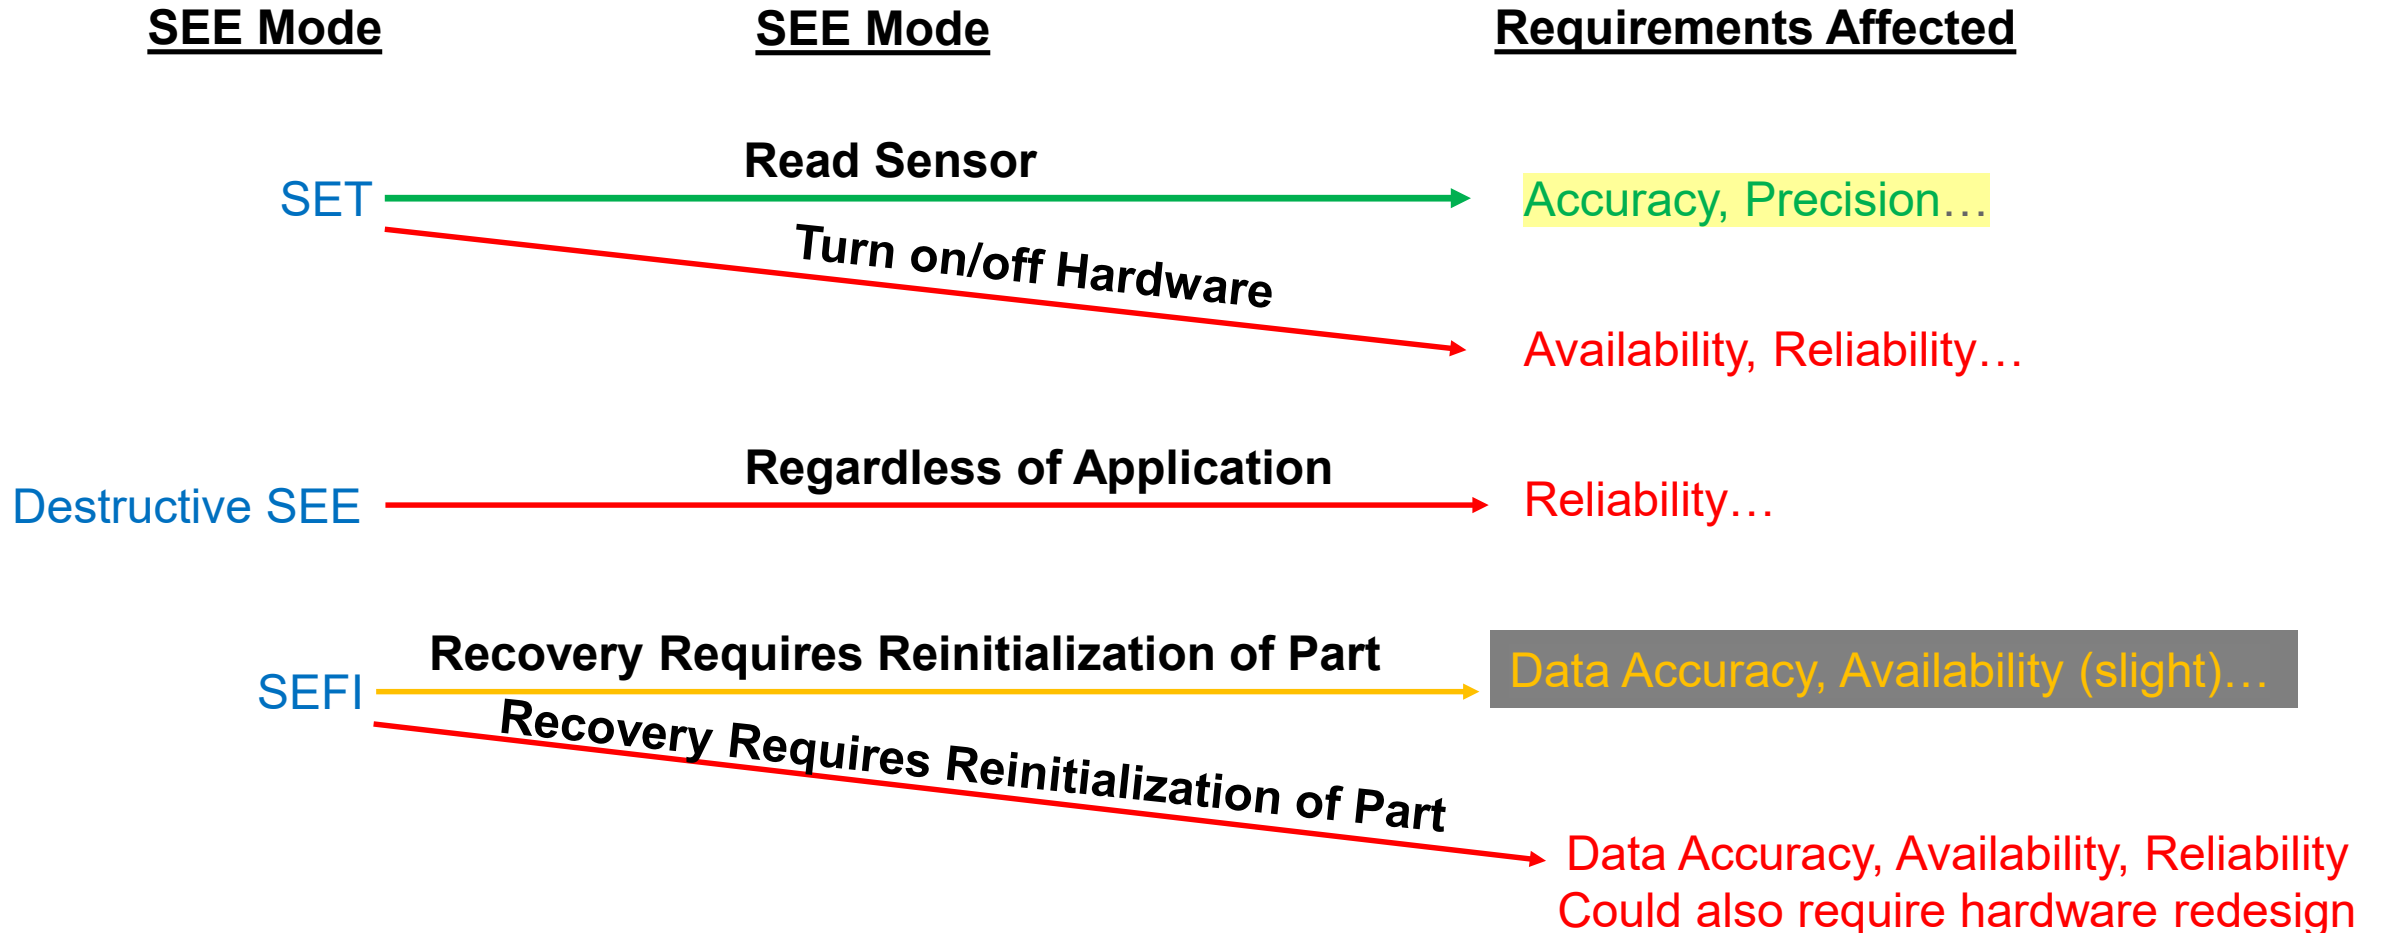 SEE Mode SEE Mode Requirements Affected
Read Sensor
SET Accuracy, Precision…
Turn on/off Hardware
Availability, Reliability…
Regardless of Application
Destructive SEE Reliability…
Recovery Requires Reinitialization of Part
SEFI Data Accuracy, Availability (slight)…
Recovery Requires Reinitialization of Part
Data Accuracy, Availability, Reliability
Could also require hardware redesign